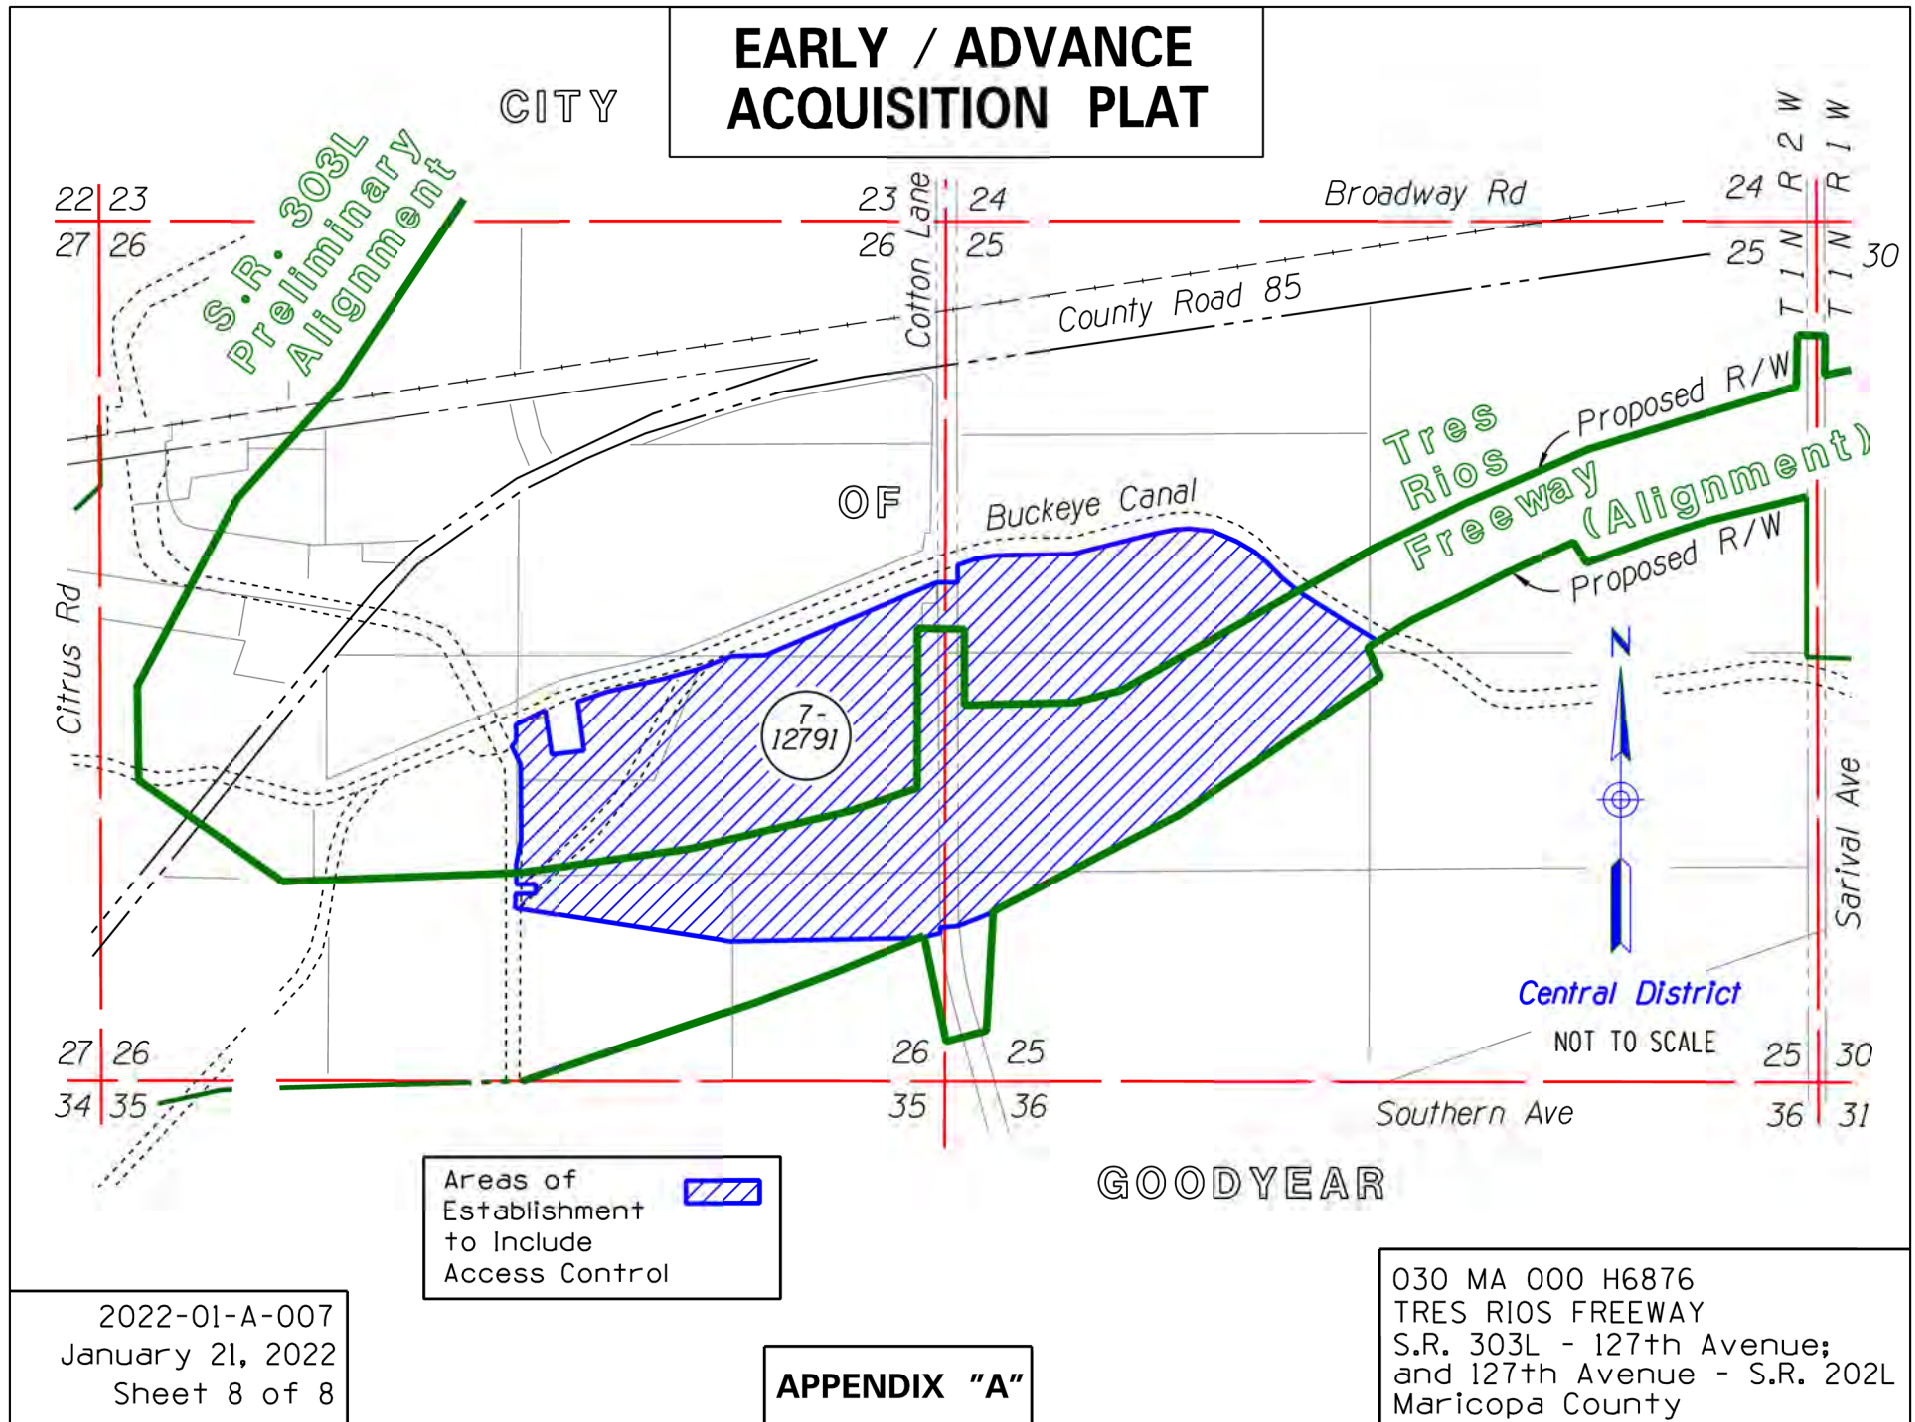 EARLY / ADVANCE
ACQUISITION PLAT
CITY
S.R. 303L
Preliminary
Alignment
22 23
27 26
23 24
26 25
Cotton Lane
Broadway Rd
24
25
30
T 1 N R 2 W
T 1 N R 1 W
County Road 85
Proposed R/W
Tres
Rios
Freeway
(Alignment)
Proposed R/W
OF
Buckeye Canal
Citrus Rd
7-
12791
N
Sarival Ave
Central District
NOT TO SCALE
27 26
34 35
26 25
35 36
25 30
36 31
Southern Ave
GOODYEAR
Areas of
Establishment
to Include
Access Control
2022-01-A-007
January 21, 2022
Sheet 8 of 8
APPENDIX "A"
030 MA 000 H6876
TRES RIOS FREEWAY
S.R. 303L - 127th Avenue;
and 127th Avenue - S.R. 202L
Maricopa County